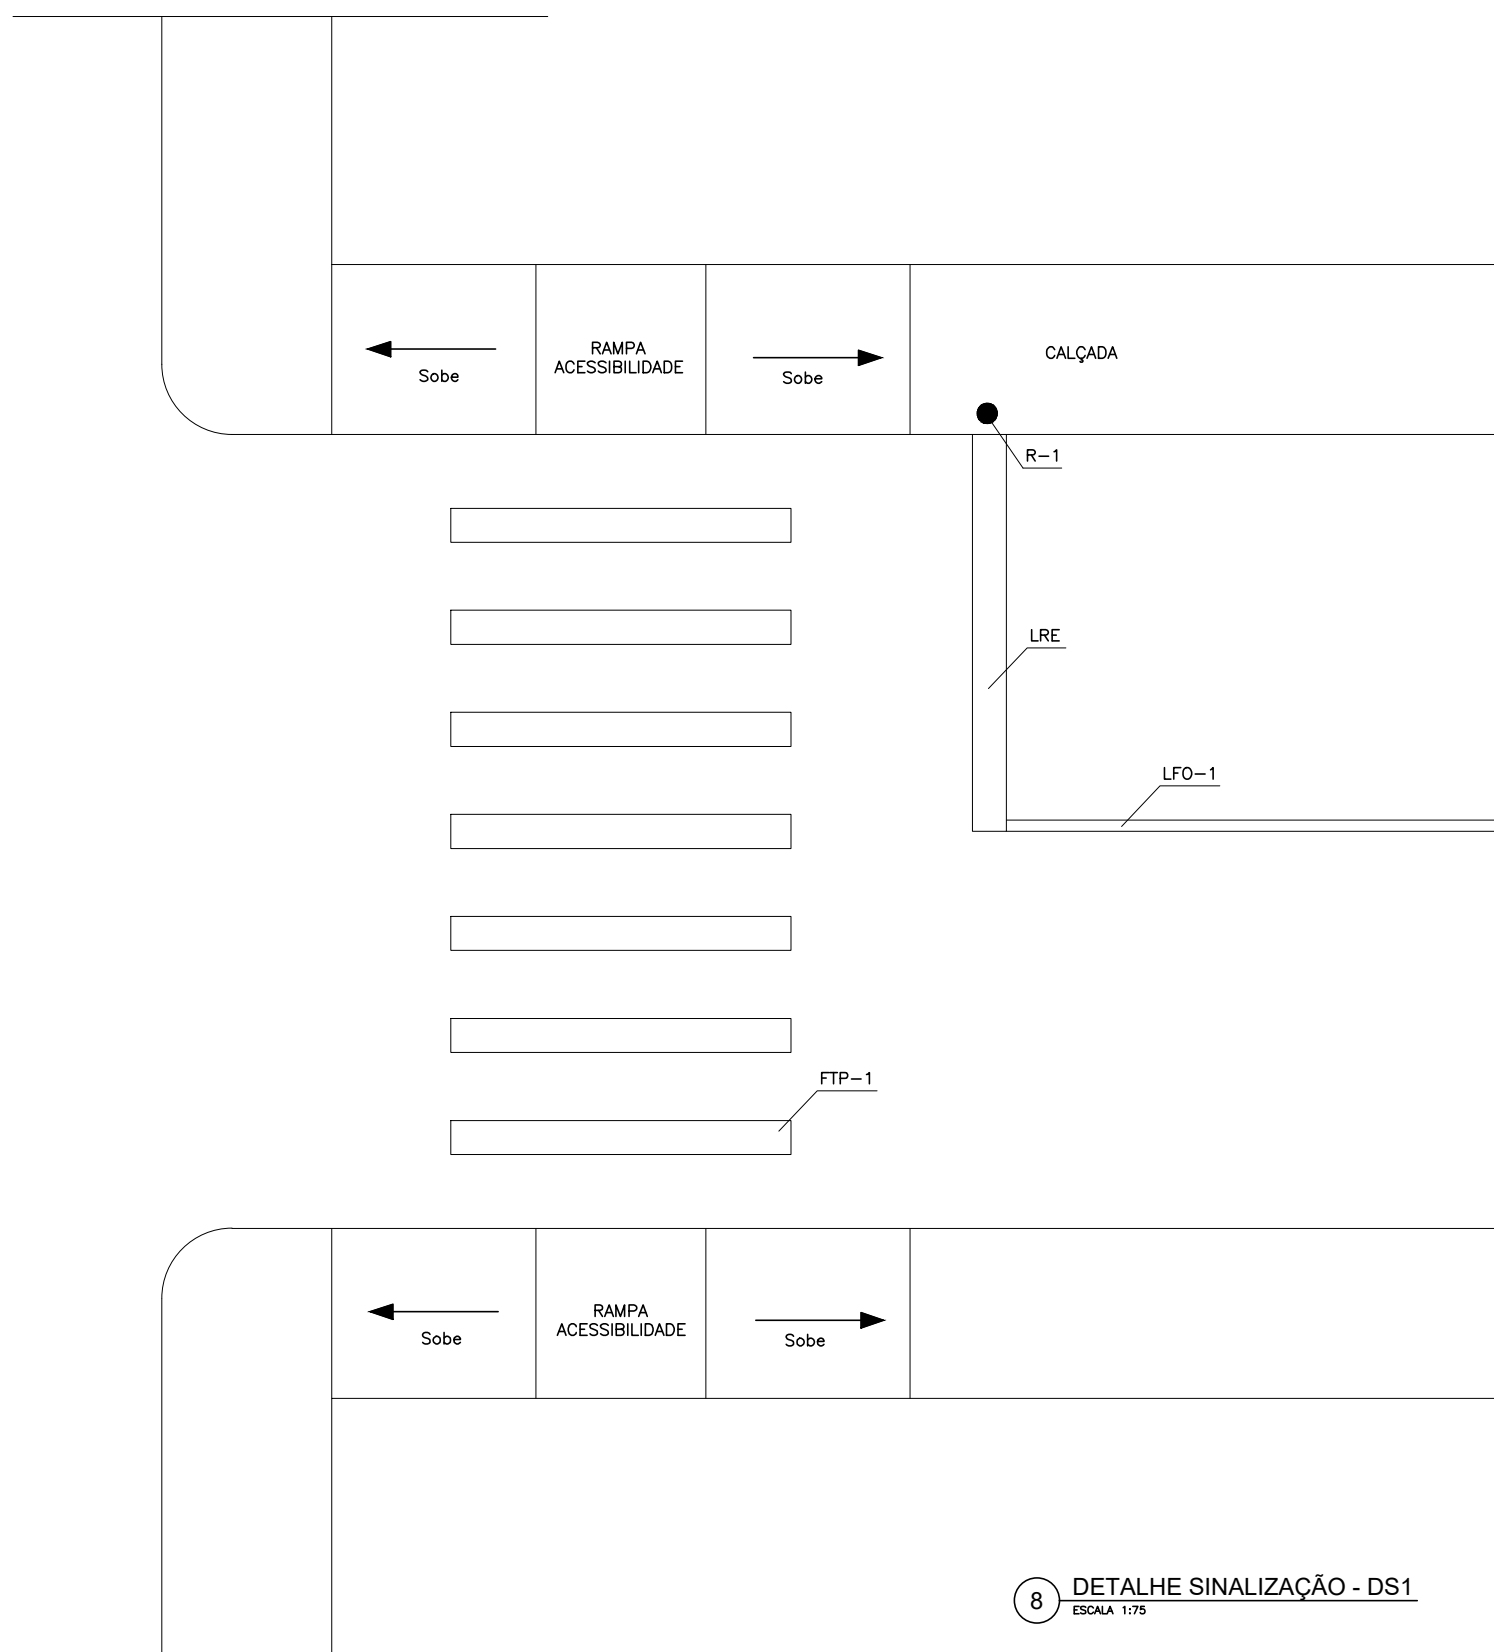 RAMPA
ACESSIBILIDADE
Sobe
Sobe
CALÇADA
R-1
LRE
LFO-1
FTP-1
RAMPA
ACESSIBILIDADE
Sobe
Sobe
8
DETALHE SINALIZAÇÃO - DS1
ESCALA 1:75